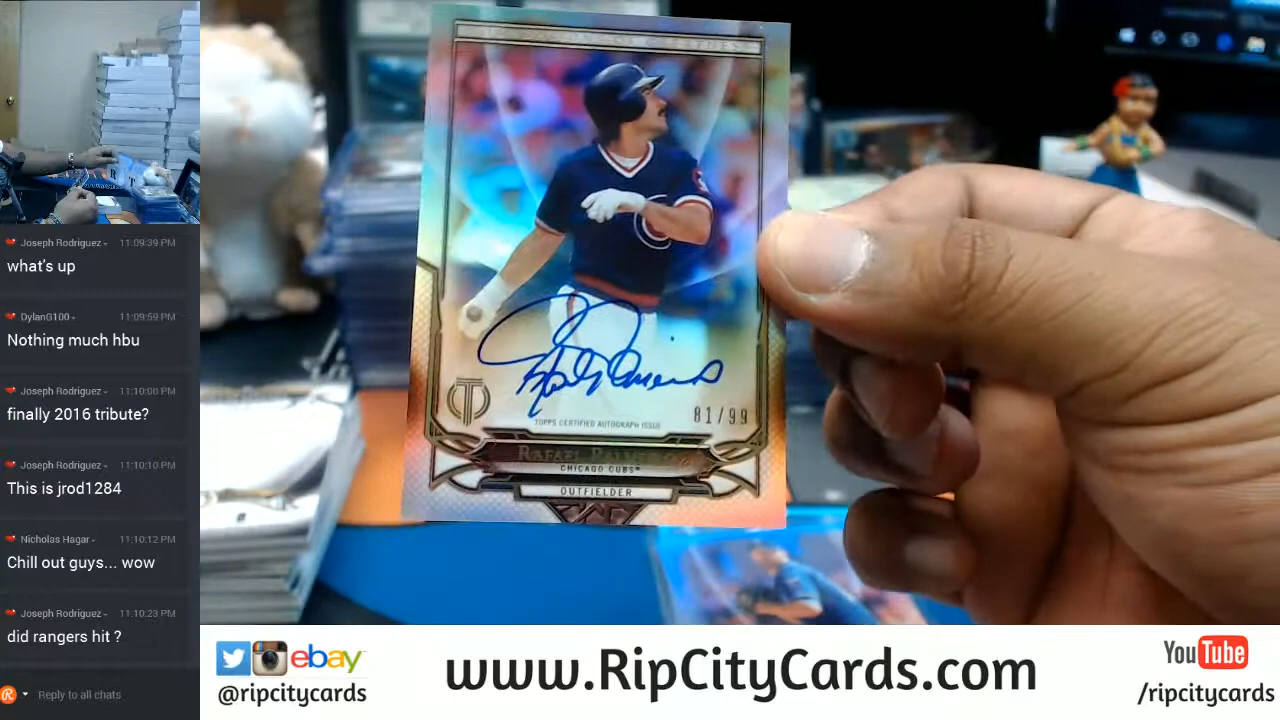 Joseph Rodriguez 11:09:39 PM
what's up
DylanG100 11:09:59 PM
Nothing much hbu
Joseph Rodriguez 11:10:00 PM
finally 2016 tribute?
Joseph Rodriguez 11:10:10 PM
This is jrod1284
Nicholas Hagar 11:10:12 PM
Chill out guys... wow
Joseph Rodriguez 11:10:23 PM
did rangers hit ?
Reply to all chats
81/99
TOPPS CERTIFIED AUTOGRAPH ISSUE
RAFAEL
CHICAGO CUBS
OUTFIELDER
ebay
@ripcitycards
www.RipCityCards.com
YouTube
/ripcitycards